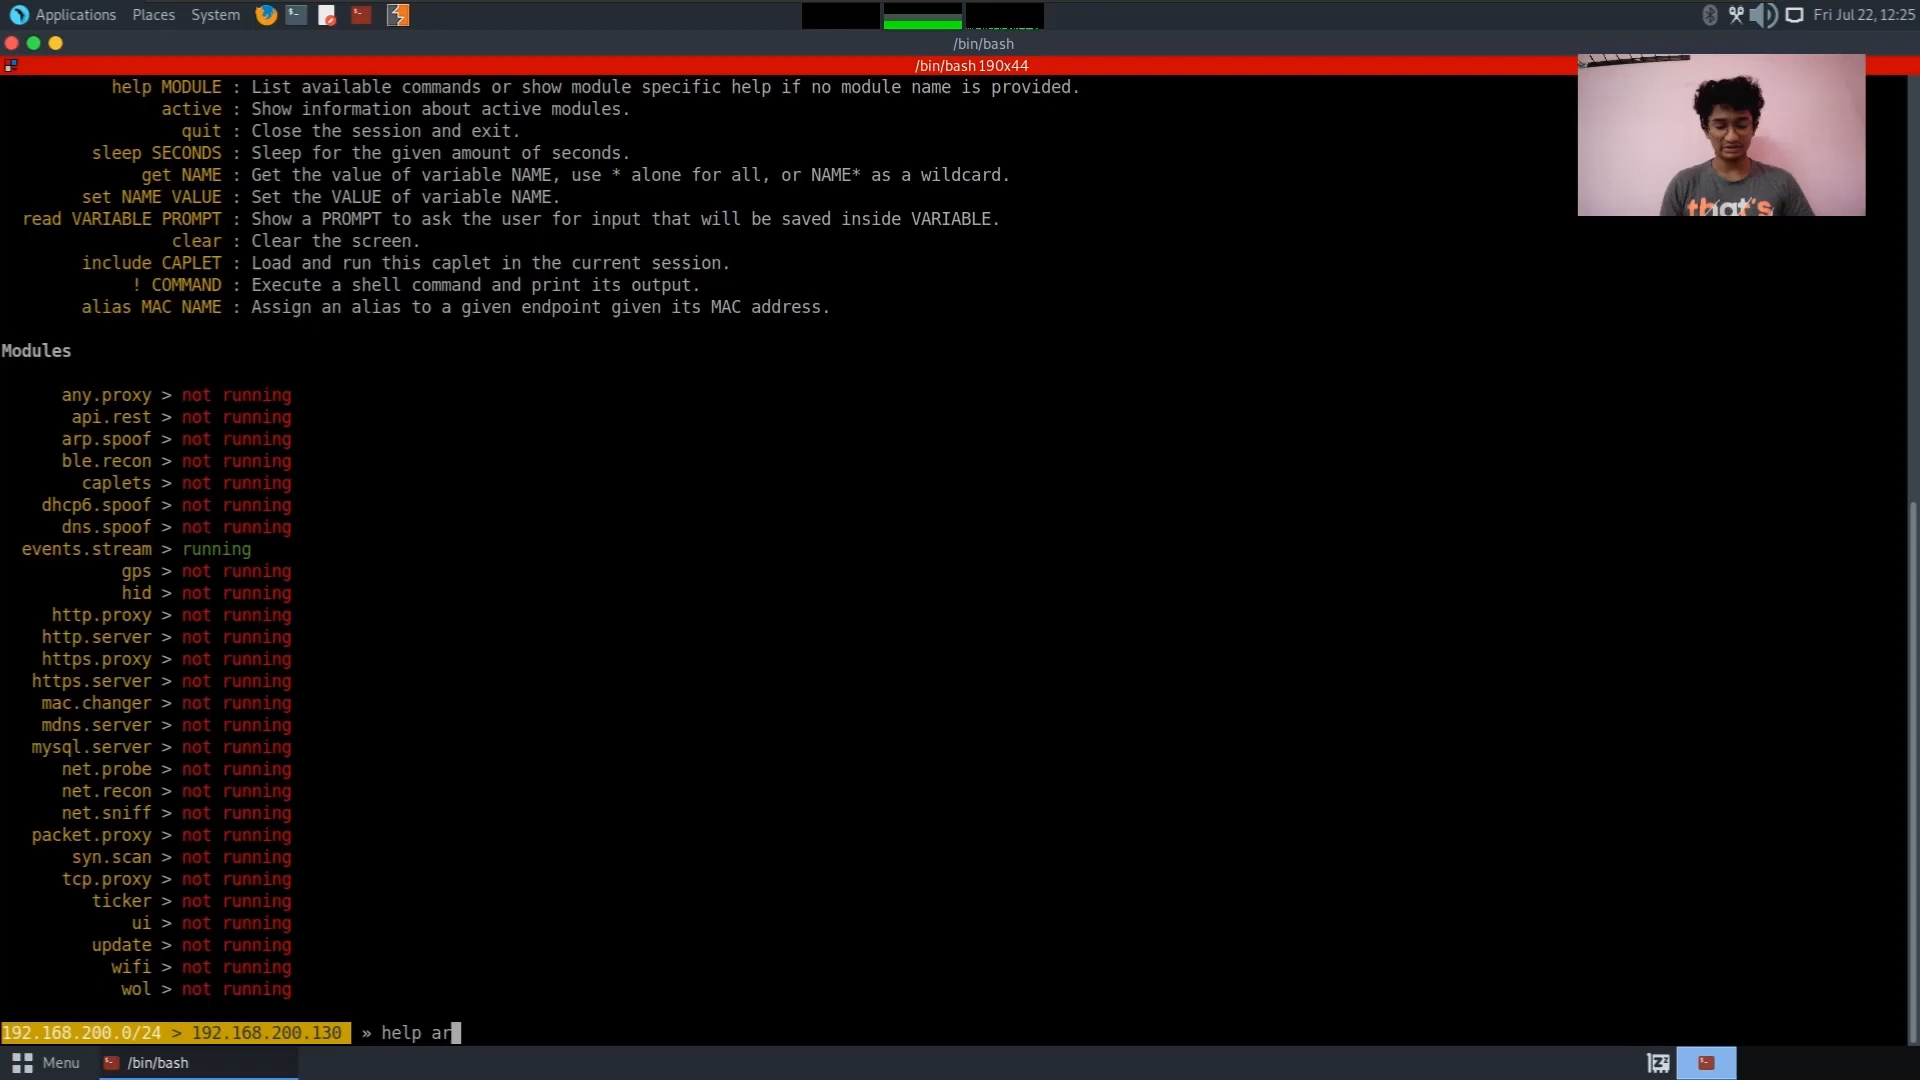 Applications Places System
Fri Jul 22, 12:25
/bin/bash
/bin/bash 190x44
help MODULE : List available commands or show module specific help if no module name is provided.
active : Show information about active modules.
quit : Close the session and exit.
sleep SECONDS : Sleep for the given amount of seconds.
get NAME : Get the value of variable NAME, use * alone for all, or NAME* as a wildcard.
set NAME VALUE : Set the VALUE of variable NAME.
read VARIABLE PROMPT : Show a PROMPT to ask the user for input that will be saved inside VARIABLE.
clear : Clear the screen.
include CAPLET : Load and run this caplet in the current session.
! COMMAND : Execute a shell command and print its output.
alias MAC NAME : Assign an alias to a given endpoint given its MAC address.
that's
Modules
any.proxy > not running
api.rest > not running
arp.spoof > not running
ble.recon > not running
caplets > not running
dhcp6.spoof > not running
dns.spoof > not running
events.stream > running
gps > not running
hid > not running
http.proxy > not running
http.server > not running
https.proxy > not running
https.server > not running
mac.changer > not running
mdns.server > not running
mysql.server > not running
net.probe > not running
net.recon > not running
net.sniff > not running
packet.proxy > not running
syn.scan > not running
tcp.proxy > not running
ticker > not running
ui > not running
update > not running
wifi > not running
wol > not running
192.168.200.0/24 > 192.168.200.130 » help ar
Menu /bin/bash